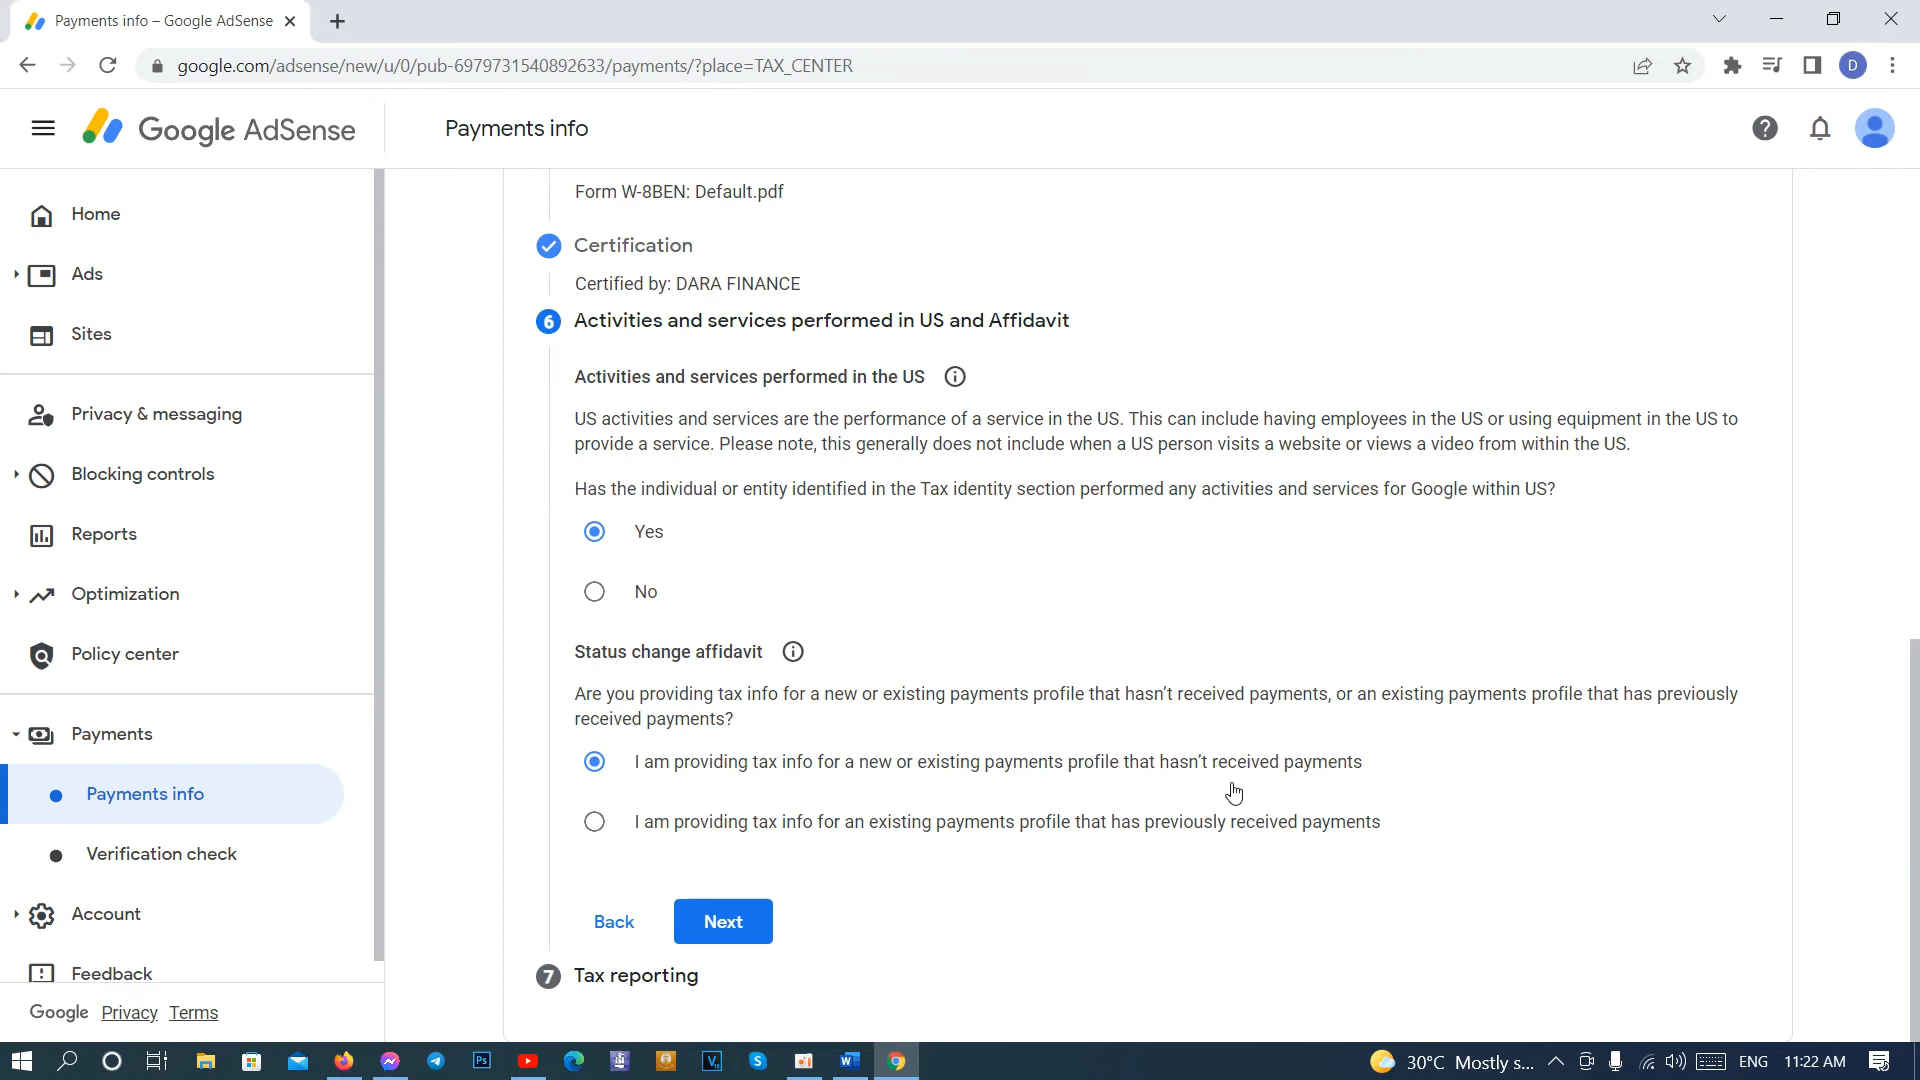 Payments info – Google AdSense
google.com/adsense/new/u/0/pub-6979731540892633/payments/?place=TAX_CENTER
D
Google AdSense
Payments info
Home
Ads
Sites
Privacy & messaging
Blocking controls
Reports
Optimization
Policy center
Payments
Payments info
Verification check
Account
Feedback
Google Privacy Terms
Form W-8BEN: Default.pdf
Certification
Certified by: DARA FINANCE
6 Activities and services performed in US and Affidavit
Activities and services performed in the US
US activities and services are the performance of a service in the US. This can include having employees in the US or using equipment in the US to
provide a service. Please note, this generally does not include when a US person visits a website or views a video from within the US.
Has the individual or entity identified in the Tax identity section performed any activities and services for Google within US?
Yes
No
Status change affidavit
Are you providing tax info for a new or existing payments profile that hasn't received payments, or an existing payments profile that has previously
received payments?
I am providing tax info for a new or existing payments profile that hasn't received payments
I am providing tax info for an existing payments profile that has previously received payments
Back Next
7 Tax reporting
30°C Mostly s... ENG 11:22 AM